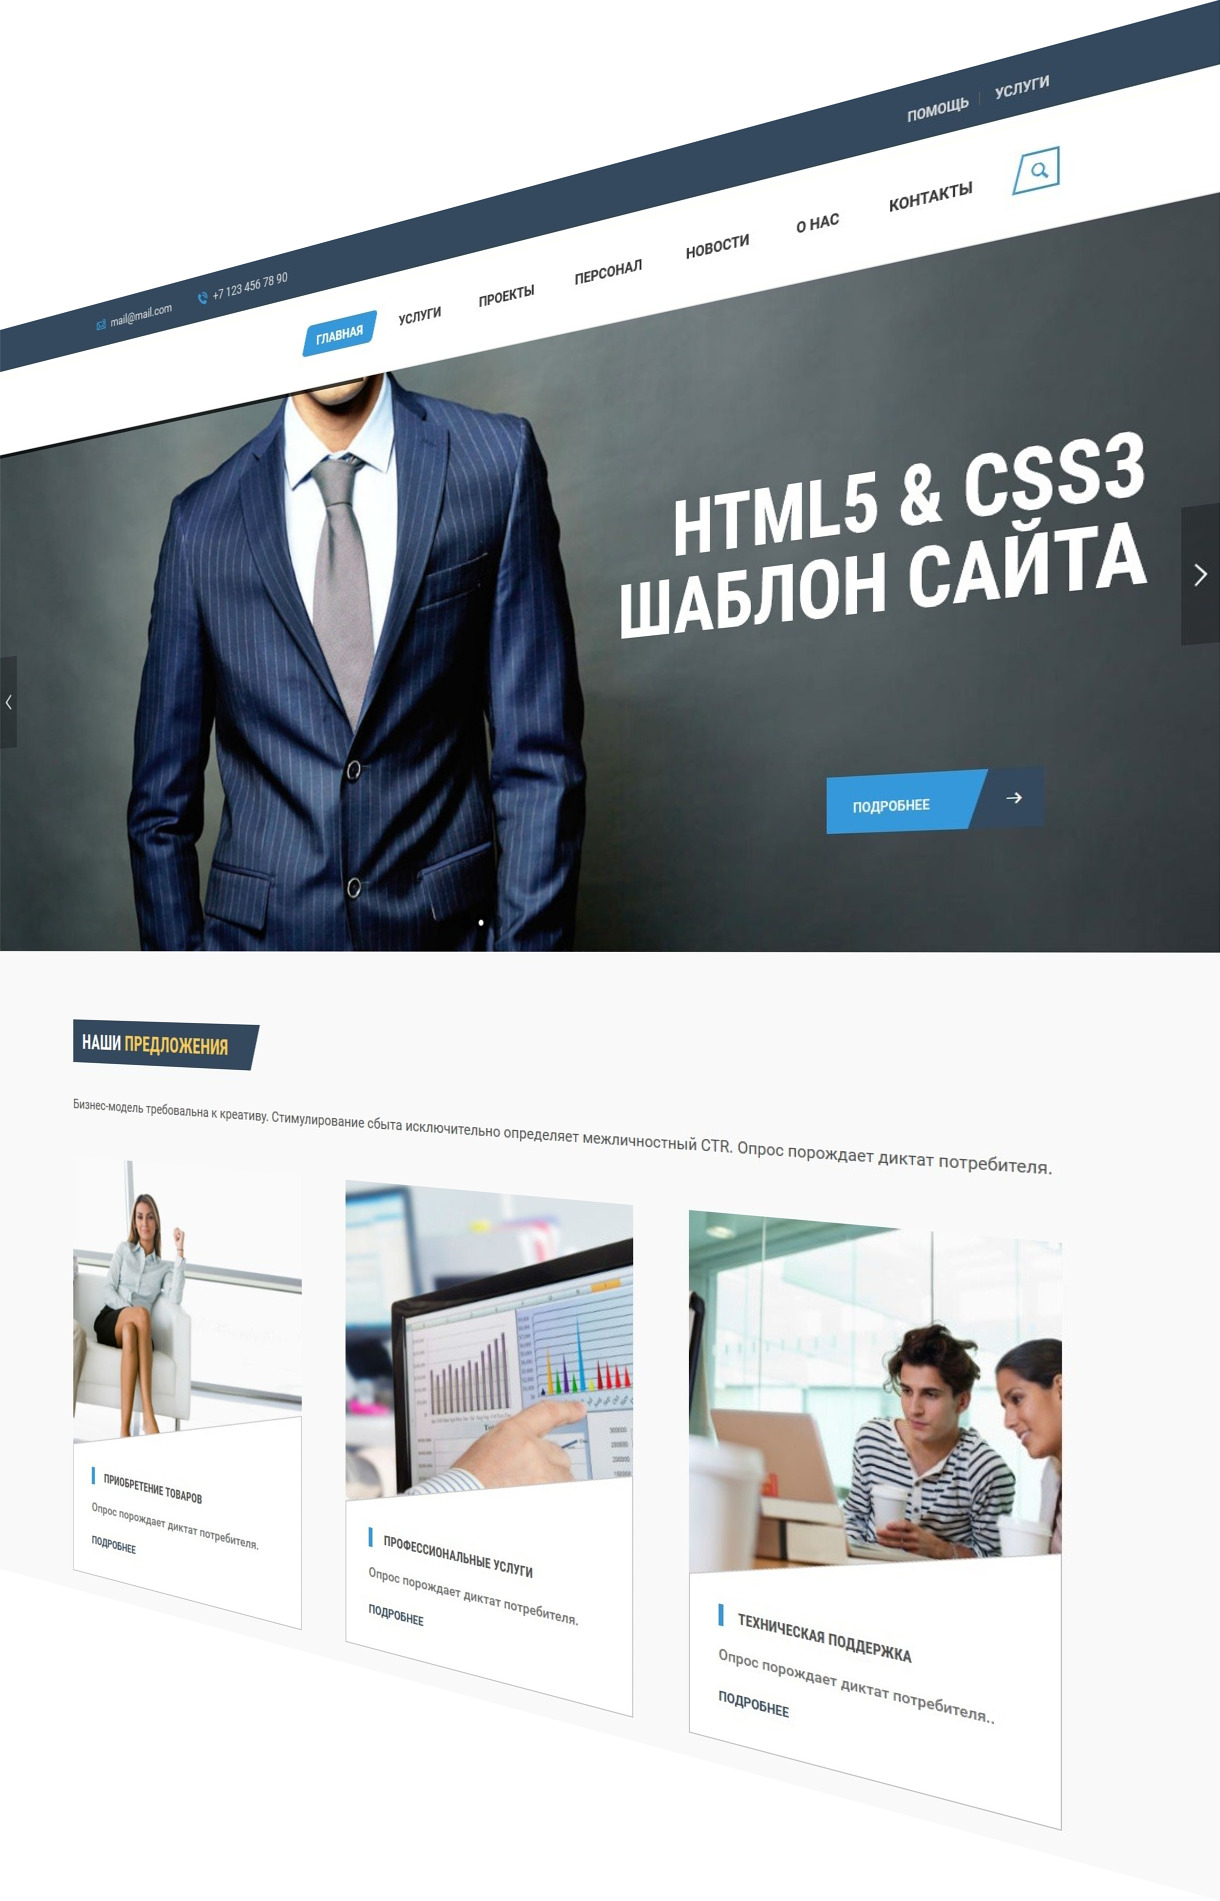 mail@mail.com
+7 123 456 78 90
ПОМОЩЬ
УСЛУГИ
ГЛАВНАЯ
УСЛУГИ
ПРОЕКТЫ
ПЕРСОНАЛ
НОВОСТИ
О НАС
КОНТАКТЫ
HTML5 & CSS3
ШАБЛОН САЙТА
ПОДРОБНЕЕ
НАШИ ПРЕДЛОЖЕНИЯ
Бизнес-модель требовальна к креативу. Стимулирование сбыта исключительно определяет межличностный CTR. Опрос порождает диктат потребителя.
ПРИОБРЕТЕНИЕ ТОВАРОВ
Опрос порождает диктат потребителя.
ПОДРОБНЕЕ
ПРОФЕССИОНАЛЬНЫЕ УСЛУГИ
Опрос порождает диктат потребителя.
ПОДРОБНЕЕ
ТЕХНИЧЕСКАЯ ПОДДЕРЖКА
Опрос порождает диктат потребителя..
ПОДРОБНЕЕ